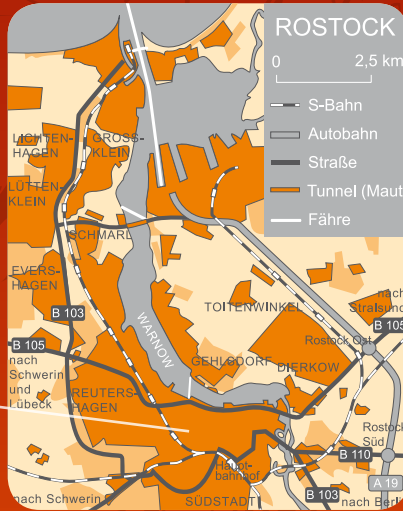 ROSTOCK
0 2,5 km
S-Bahn
Autobahn
Straße
Tunnel (Maut
Fähre
LICHTEN-
HAGEN
GROSS-
KLEIN
LÜTTEN-
KLEIN
SCHMARL
EVERS-
HAGEN
B 103
WARNOW
TOITENWINKEL
nach
Stralsund
B 105
Rostock Ost
B 105
nach
Schwerin
und
Lübeck
GEHLSDORF
DIERKOW
REUTERS-
HAGEN
Rostock
Süd
B 110
Haupt-
bahnhof
A 19
B 103
nach Schwerin
SÜDSTADT
nach Berl